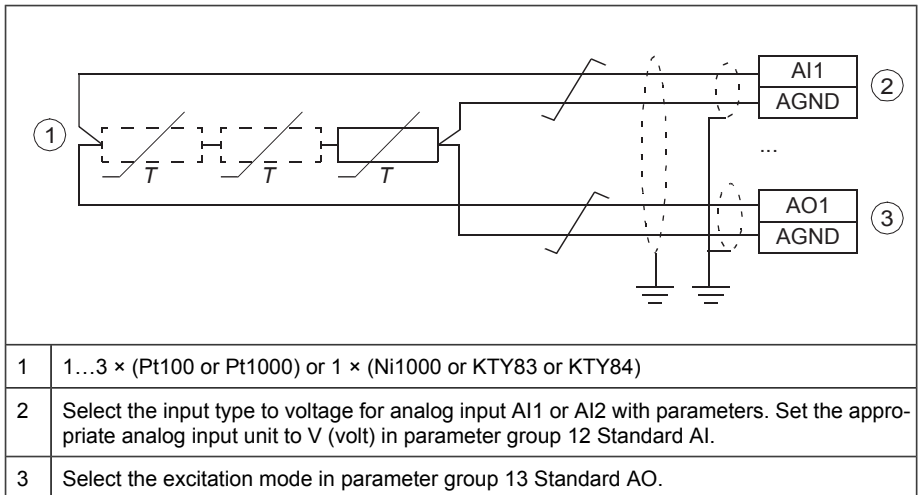 AI1
AGND
2
1
T T T
...
AO1
AGND
3
1 1…3 × (Pt100 or Pt1000) or 1 × (Ni1000 or KTY83 or KTY84)
2 Select the input type to voltage for analog input AI1 or AI2 with parameters. Set the appro-
priate analog input unit to V (volt) in parameter group 12 Standard AI.
3 Select the excitation mode in parameter group 13 Standard AO.